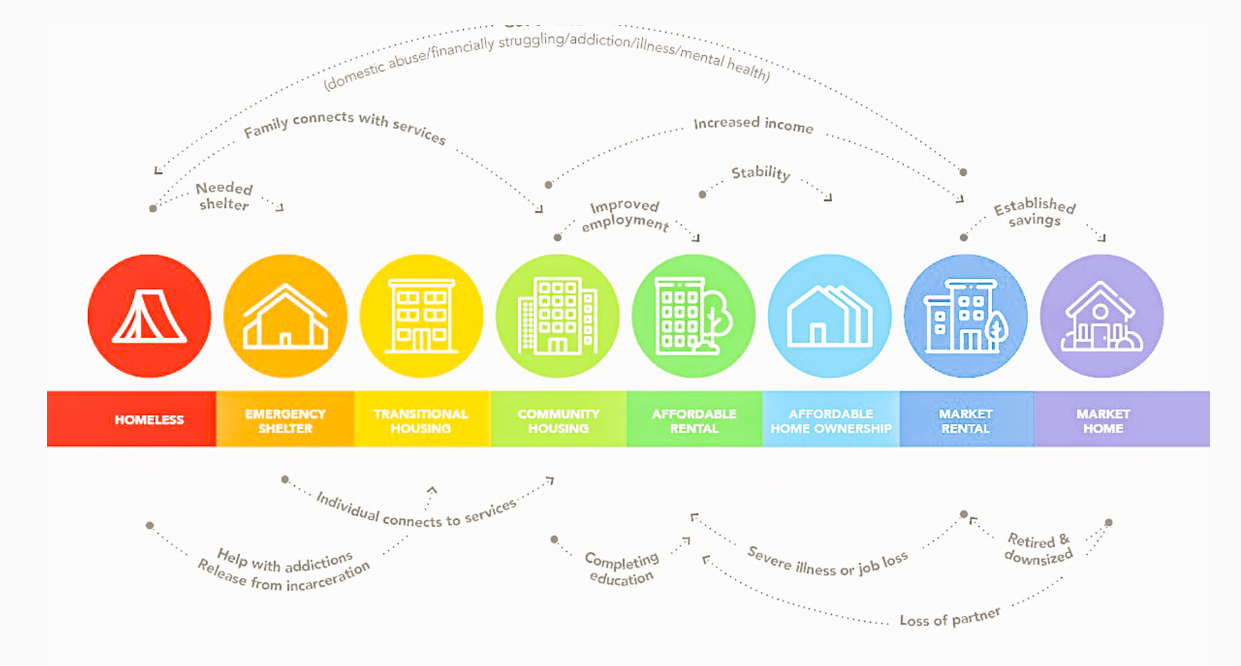 (domestic abuse/financially struggling/addiction/illness/mental health)
Family connects with services
Increased income
Needed
shelter
Stability
Improved
employment
Established
savings
HOMELESS
EMERGENCY
SHELTER
TRANSITIONAL
HOUSING
COMMUNITY
HOUSING
AFFORDABLE
RENTAL
AFFORDABLE
HOME OWNERSHIP
MARKET
RENTAL
MARKET
HOME
Individual connects to services
Help with addictions
Release from incarceration
Completing
education
Severe illness or job loss
Retired &
downsized
Loss of partner